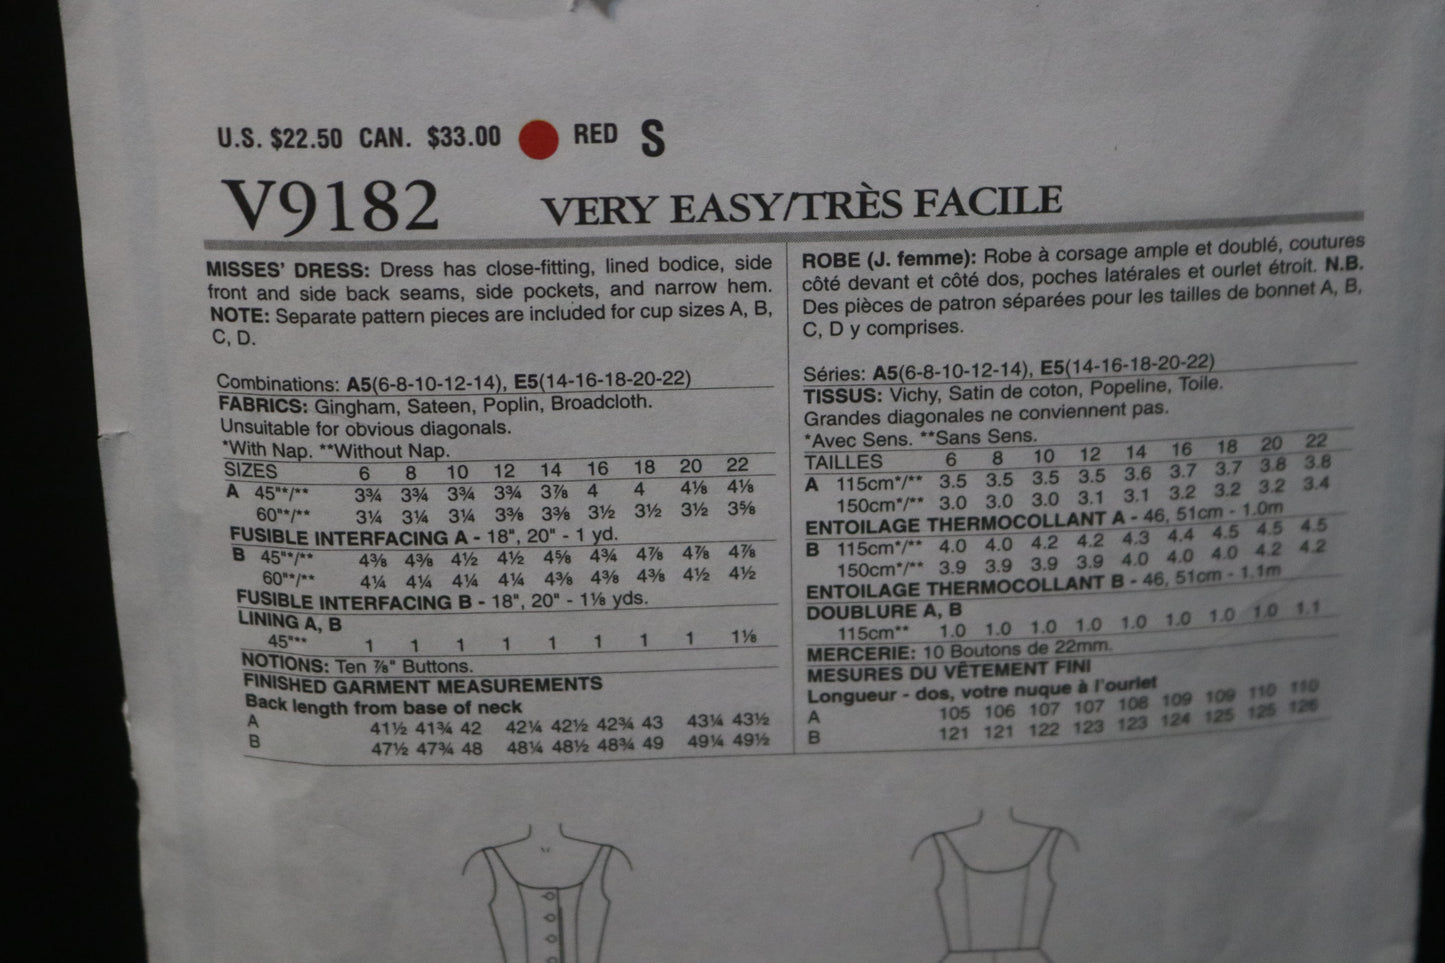 U.S. $22.50 CAN. $33.00 RED S
V9182 VERY EASY/TRÈS FACILE
MISSES' DRESS: Dress has close-fitting, lined bodice, side
front and side back seams, side pockets, and narrow hem.
NOTE: Separate pattern pieces are included for cup sizes A, B,
C, D.
Combinations: A5(6-8-10-12-14), E5(14-16-18-20-22)
FABRICS: Gingham, Sateen, Poplin, Broadcloth.
Unsuitable for obvious diagonals.
*With Nap. **Without Nap.
SIZES 6 8 10 12 14 16 18 20 22
A 45"*/** 3¾ 3¾ 3¾ 3¾ 3⅞ 4 4 4⅛ 4⅛
60"*/** 3¼ 3¼ 3¼ 3⅜ 3⅜ 3½ 3½ 3½ 3⅝
FUSIBLE INTERFACING A - 18", 20" - 1 yd.
B 45"*/** 4⅜ 4⅜ 4½ 4½ 4⅝ 4¾ 4⅞ 4⅞ 4⅞
60"*/** 4¼ 4¼ 4¼ 4¼ 4⅜ 4⅜ 4⅜ 4½ 4½
FUSIBLE INTERFACING B - 18", 20" - 1⅛ yds.
LINING A, B
45"** 1 1 1 1 1 1 1 1 1⅛
NOTIONS: Ten ⅞" Buttons.
FINISHED GARMENT MEASUREMENTS
Back length from base of neck
A 41½ 41¾ 42 42¼ 42½ 42¾ 43 43¼ 43½
B 47½ 47¾ 48 48¼ 48½ 48¾ 49 49¼ 49½
ROBE (J. femme): Robe à corsage ample et doublé, coutures
côté devant et côté dos, poches latérales et ourlet étroit. N.B.
Des pièces de patron séparées pour les tailles de bonnet A, B,
C, D y comprises.
Séries: A5(6-8-10-12-14), E5(14-16-18-20-22)
TISSUS: Vichy, Satin de coton, Popeline, Toile.
Grandes diagonales ne conviennent pas.
*Avec Sens. **Sans Sens.
TAILLES 6 8 10 12 14 16 18 20 22
A 115cm*/** 3.5 3.5 3.5 3.5 3.6 3.7 3.7 3.8 3.8
150cm*/** 3.0 3.0 3.0 3.1 3.1 3.2 3.2 3.2 3.4
ENTOILAGE THERMOCOLLANT A - 46, 51cm - 1.0m
B 115cm*/** 4.0 4.0 4.2 4.2 4.3 4.4 4.5 4.5 4.5
150cm*/** 3.9 3.9 3.9 3.9 4.0 4.0 4.0 4.2 4.2
ENTOILAGE THERMOCOLLANT B - 46, 51cm - 1.1m
DOUBLURE A, B
115cm** 1.0 1.0 1.0 1.0 1.0 1.0 1.0 1.0 1.1
MERCERIE: 10 Boutons de 22mm.
MESURES DU VÊTEMENT FINI
Longueur - dos, votre nuque à l'ourlet
A 105 106 107 107 108 109 109 110 110
B 121 121 122 123 123 124 125 125 126